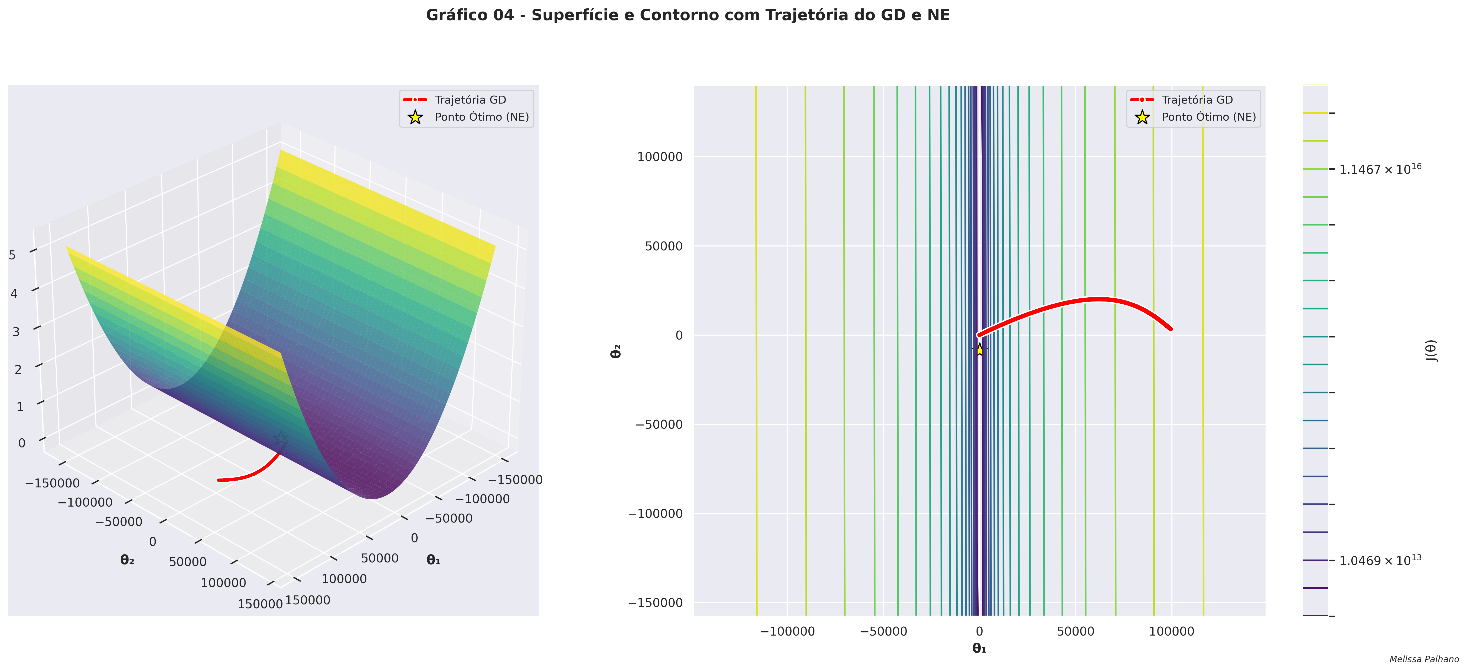 Gráfico 04 - Superfície e Contorno com Trajetória do GD e NE
Trajetória GD
Ponto Ótimo (NE)
5
4
3
2
1
0
−150000
−100000
−50000
0
50000
100000
150000
θ₂
−150000
−100000
−50000
0
50000
100000
150000
θ₁
Trajetória GD
Ponto Ótimo (NE)
100000
50000
0
−50000
−100000
−150000
θ₂
−100000
−50000
0
50000
100000
θ₁
1.1467 × 10¹⁶
1.0469 × 10¹³
J(θ)
Melissa Palhano